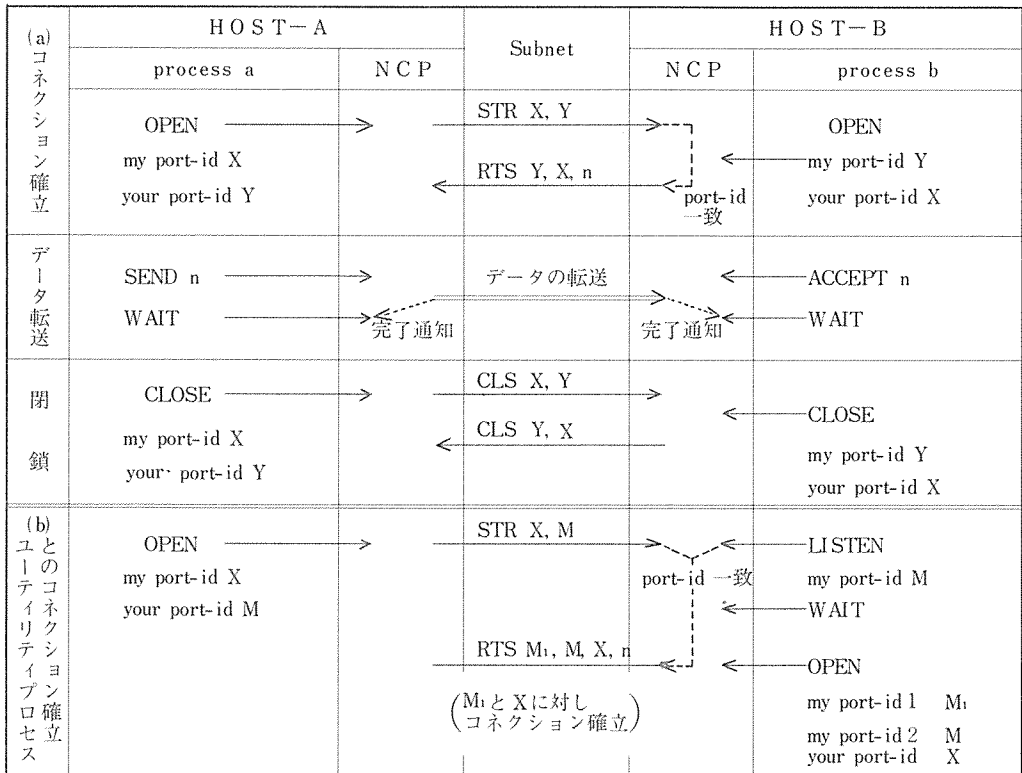 HOST-A
Subnet
HOST-B
process a
NCP
NCP
process b
(a)コネクション確立
OPEN
STR X, Y
OPEN
my port-id X
my port-id Y
your port-id Y
RTS Y, X, n
port-id
一致
your port-id X
データ転送
SEND n
データの転送
ACCEPT n
WAIT
完了通知
完了通知
WAIT
閉鎖
CLOSE
CLS X, Y
CLOSE
my port-id X
CLS Y, X
my port-id Y
your port-id Y
your port-id X
(b)ユーティリティプロセス
とのコネクション確立
OPEN
STR X, M
LISTEN
my port-id X
port-id 一致
my port-id M
your port-id M
WAIT
RTS M₁, M, X, n
OPEN
(M₁とXに対し
コネクション確立)
my port-id 1 M₁
my port-id 2 M
your port-id X